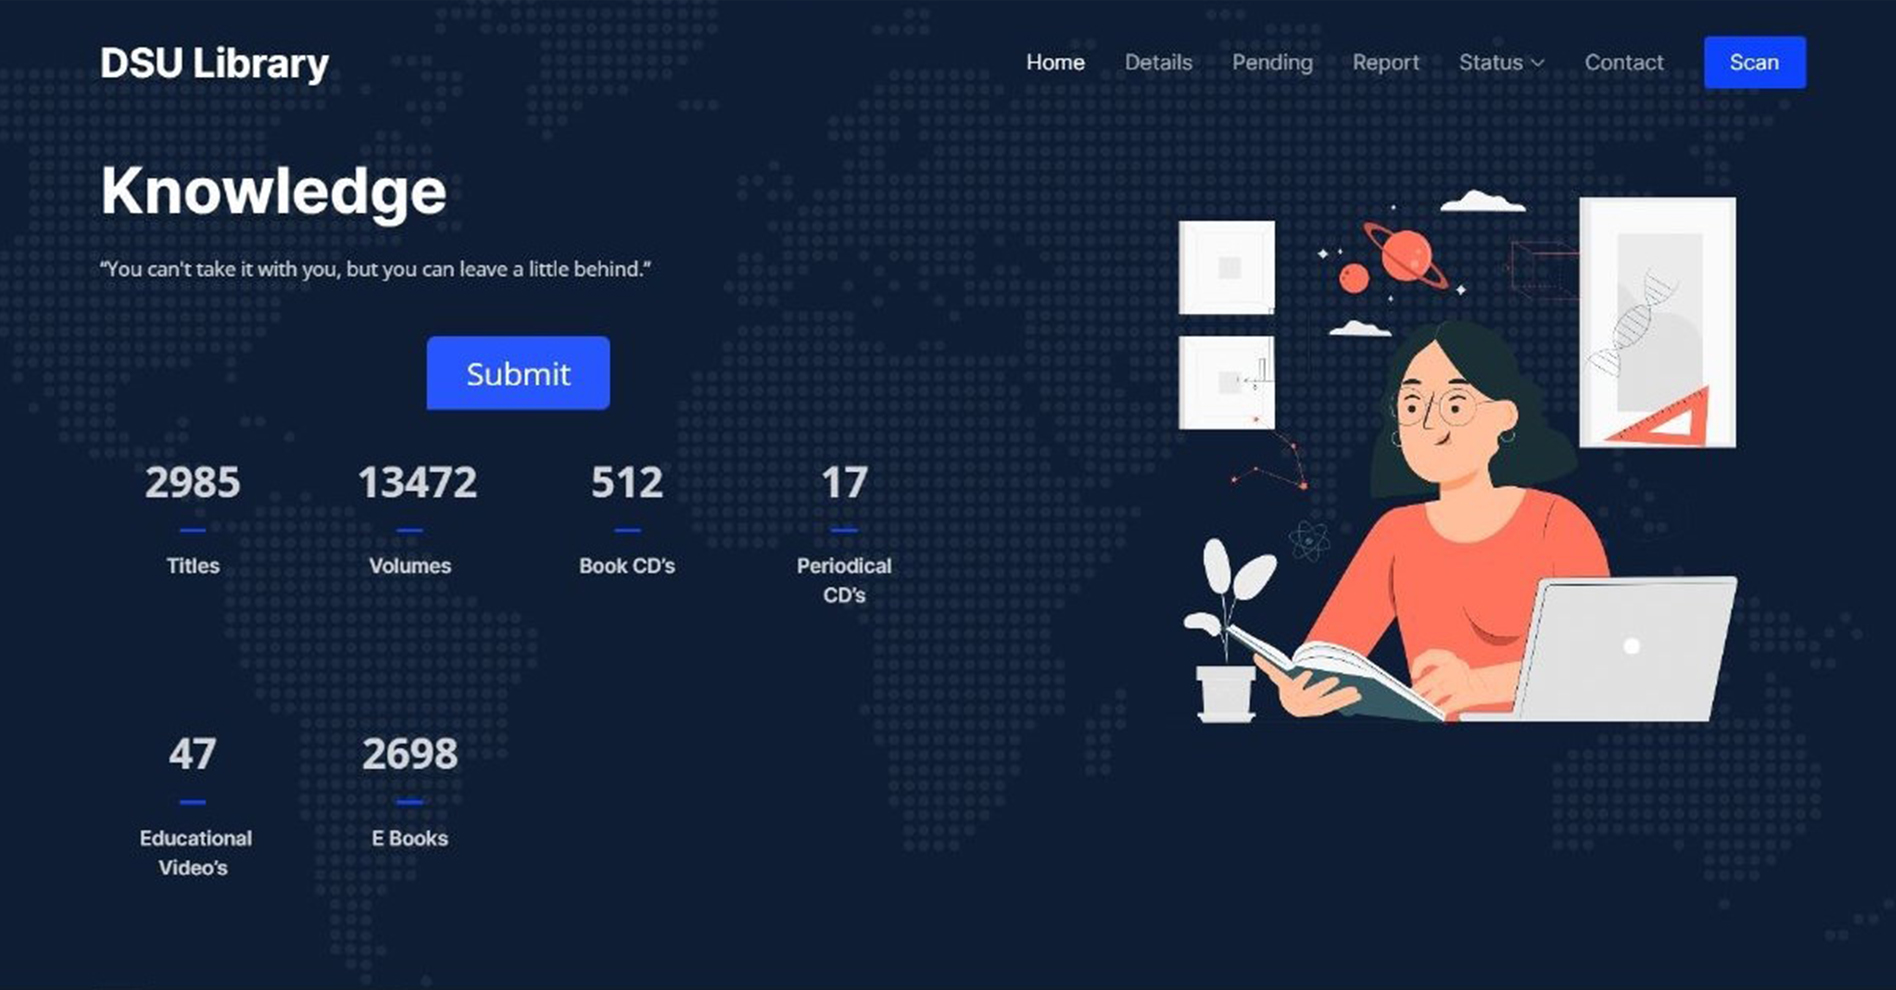 DSU Library
Home Details Pending Report Status Contact Scan
Knowledge
“You can't take it with you, but you can leave a little behind.”
Submit
2985 13472 512 17
Titles Volumes Book CD’s Periodical
CD’s
47 2698
Educational E Books
Video’s